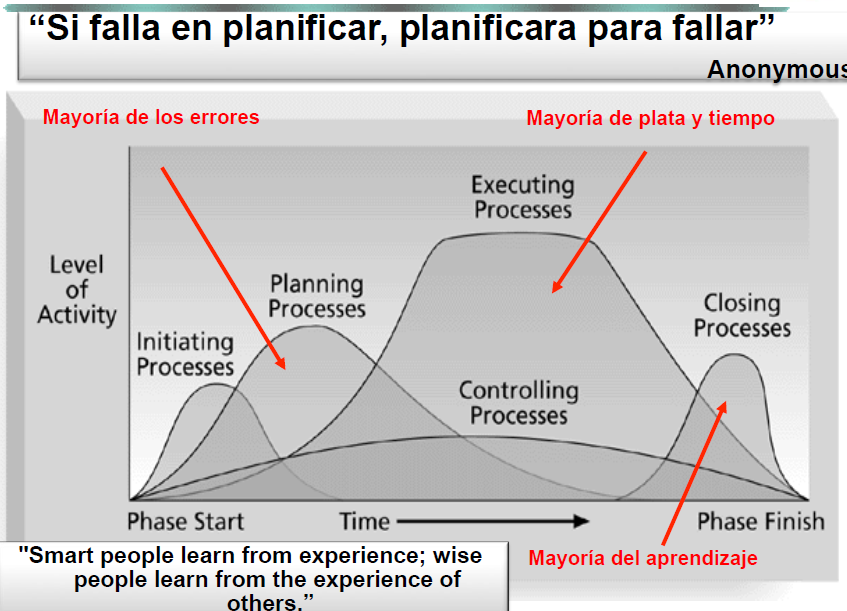 “Si falla en planificar, planificara para fallar”
Anonymous
Mayoría de los errores
Mayoría de plata y tiempo
Executing
Processes
Level
of
Activity
Planning
Processes
Closing
Processes
Initiating
Processes
Controlling
Processes
Phase Start
Time
Phase Finish
"Smart people learn from experience; wise
people learn from the experience of
others.”
Mayoría del aprendizaje